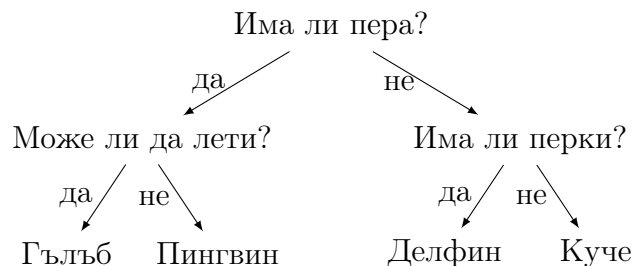 Има ли пера?
да не
Може ли да лети? Има ли перки?
да не да не
Гълъб Пингвин Делфин Куче